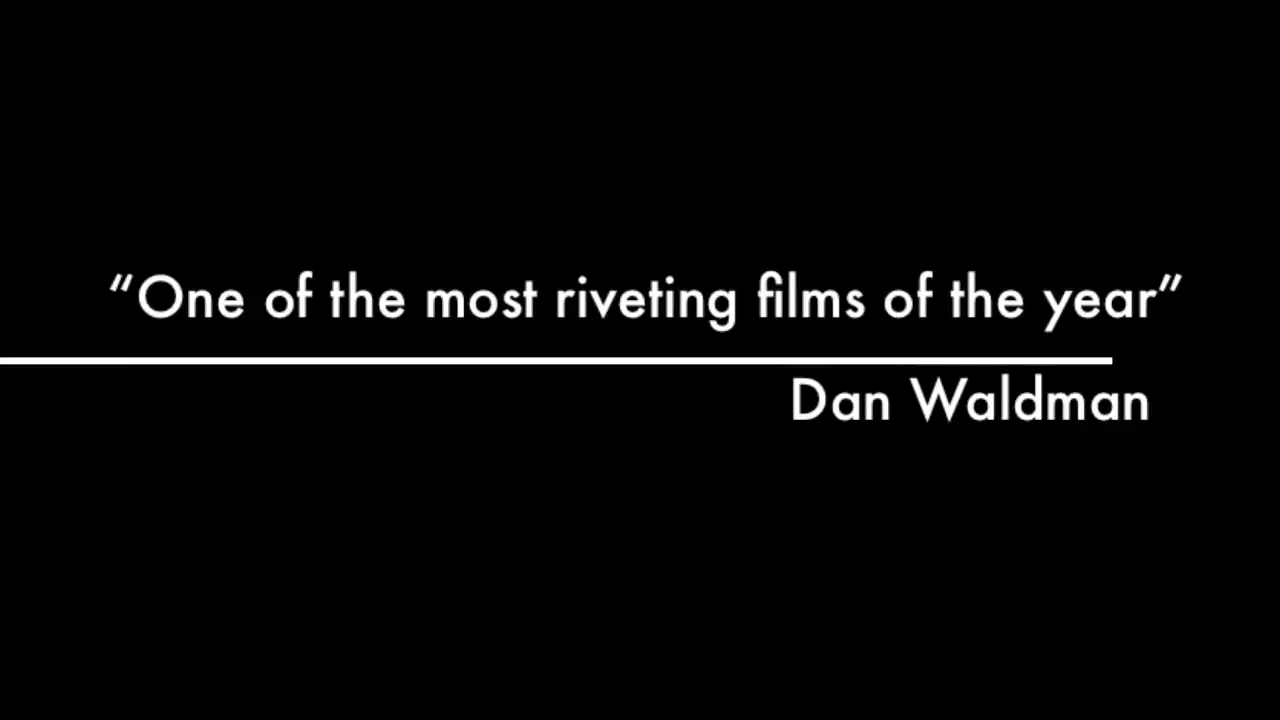 “One of the most riveting films of the year”
Dan Waldman